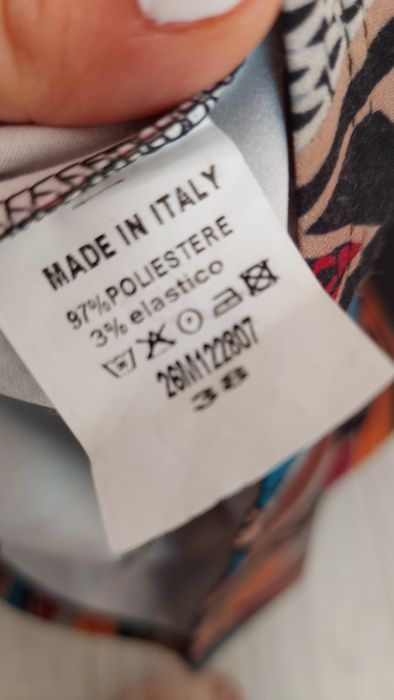 MADE IN ITALY
97%POLIESTERE
3% elastico
26M122807
38